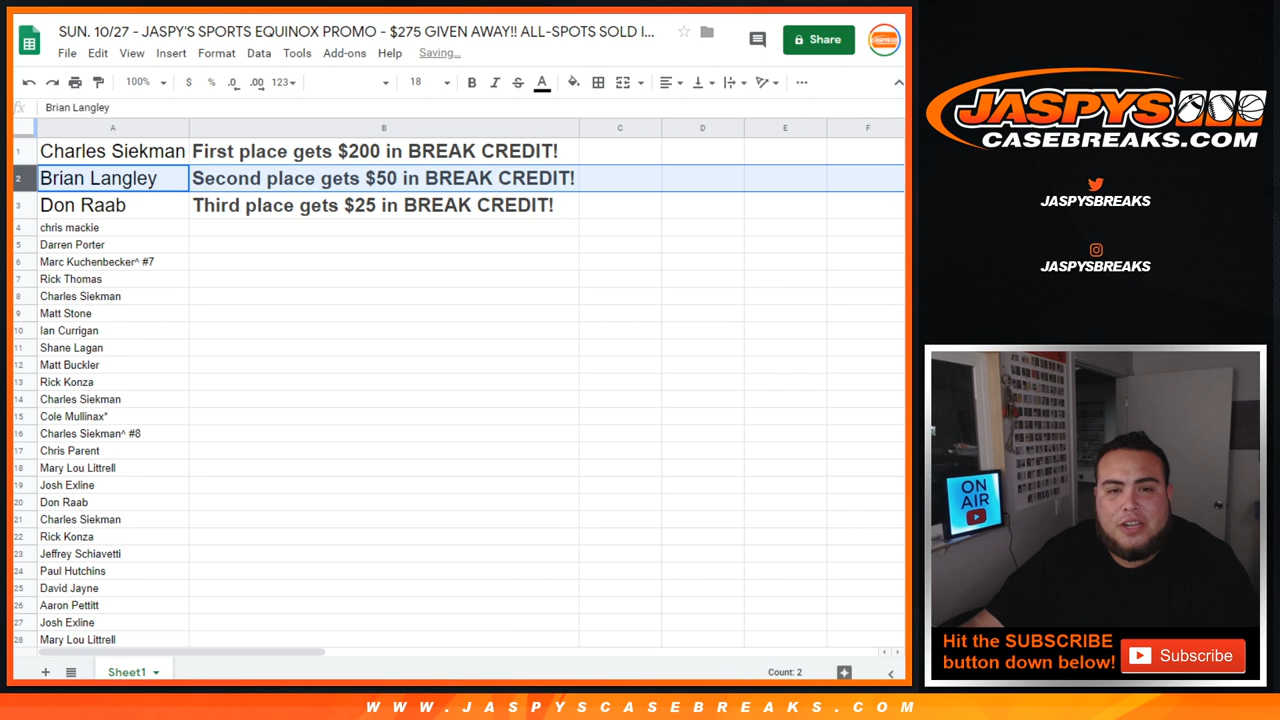 SUN. 10/27 - JASPY'S SPORTS EQUINOX PROMO - $275 GIVEN AWAY!! ALL-SPOTS SOLD I...
File Edit View Insert Format Data Tools Add-ons Help Saving...
Share
100% $ % .0 .00 123 18 B I S A
fx Brian Langley
A B C D E F
1 Charles Siekman First place gets $200 in BREAK CREDIT!
2 Brian Langley Second place gets $50 in BREAK CREDIT!
3 Don Raab Third place gets $25 in BREAK CREDIT!
4 chris mackie
5 Darren Porter
6 Marc Kuchenbecker^ #7
7 Rick Thomas
8 Charles Siekman
9 Matt Stone
10 Ian Currigan
11 Shane Lagan
12 Matt Buckler
13 Rick Konza
14 Charles Siekman
15 Cole Mullinax*
16 Charles Siekman^ #8
17 Chris Parent
18 Mary Lou Littrell
19 Josh Exline
20 Don Raab
21 Charles Siekman
22 Rick Konza
23 Jeffrey Schiavetti
24 Paul Hutchins
25 David Jayne
26 Aaron Pettitt
27 Josh Exline
28 Mary Lou Littrell
Sheet1 Count: 2
JASPYS
CASEBREAKS.COM
JASPYSBREAKS
JASPYSBREAKS
ON
AIR
Hit the SUBSCRIBE
button down below!
Subscribe
WWW.JASPYSCASEBREAKS.COM